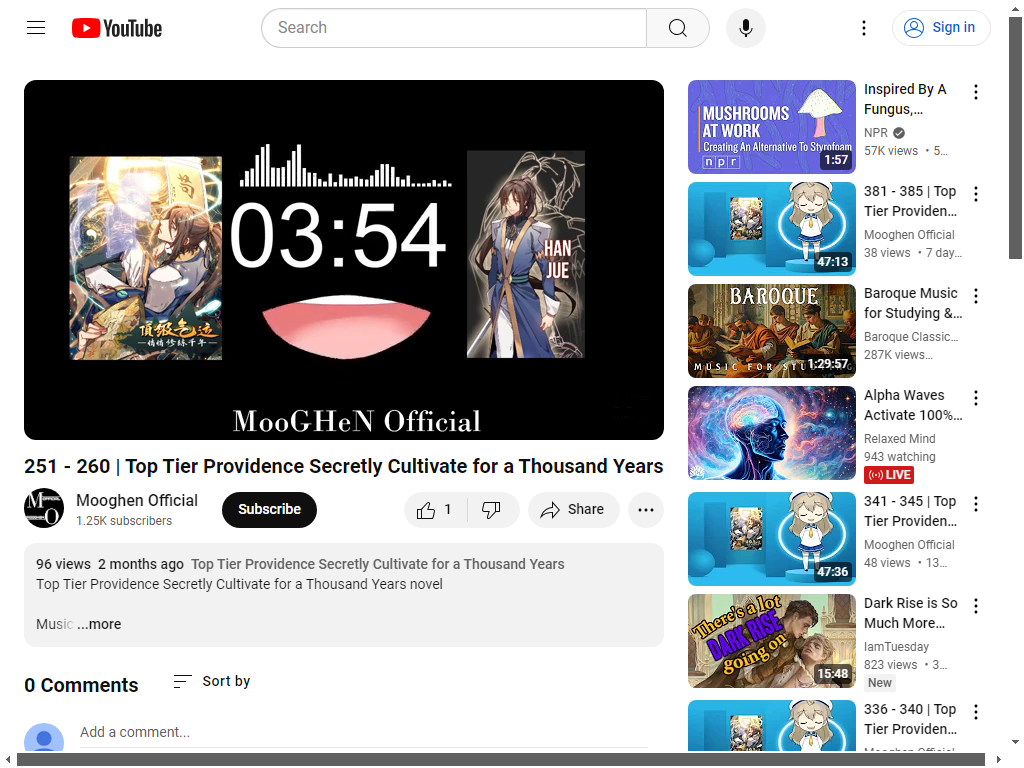 YouTube
Search
Sign in
03:54
HAN
JUE
頂級气运
悄悄修练千年
MooGHeN Official
251 - 260 | Top Tier Providence Secretly Cultivate for a Thousand Years
Mooghen Official
1.25K subscribers
Subscribe
1
Share
96 views 2 months ago Top Tier Providence Secretly Cultivate for a Thousand Years
Top Tier Providence Secretly Cultivate for a Thousand Years novel
Music ...more
0 Comments
Sort by
Add a comment...
MUSHROOMS
AT WORK
Creating An Alternative To Styrofoam
npr
1:57
Inspired By A
Fungus,...
NPR
57K views • 5...
47:13
381 - 385 | Top
Tier Providen...
Mooghen Official
38 views • 7 day...
BAROQUE
MUSIC FOR
1:29:57
Baroque Music
for Studying &...
Baroque Classic...
287K views...
Alpha Waves
Activate 100%...
Relaxed Mind
943 watching
LIVE
47:36
341 - 345 | Top
Tier Providen...
Mooghen Official
48 views • 13...
There's a lot
DARK RISE
going on
15:48
Dark Rise is So
Much More...
IamTuesday
823 views • 3...
New
336 - 340 | Top
Tier Providen...
Mooghen Official